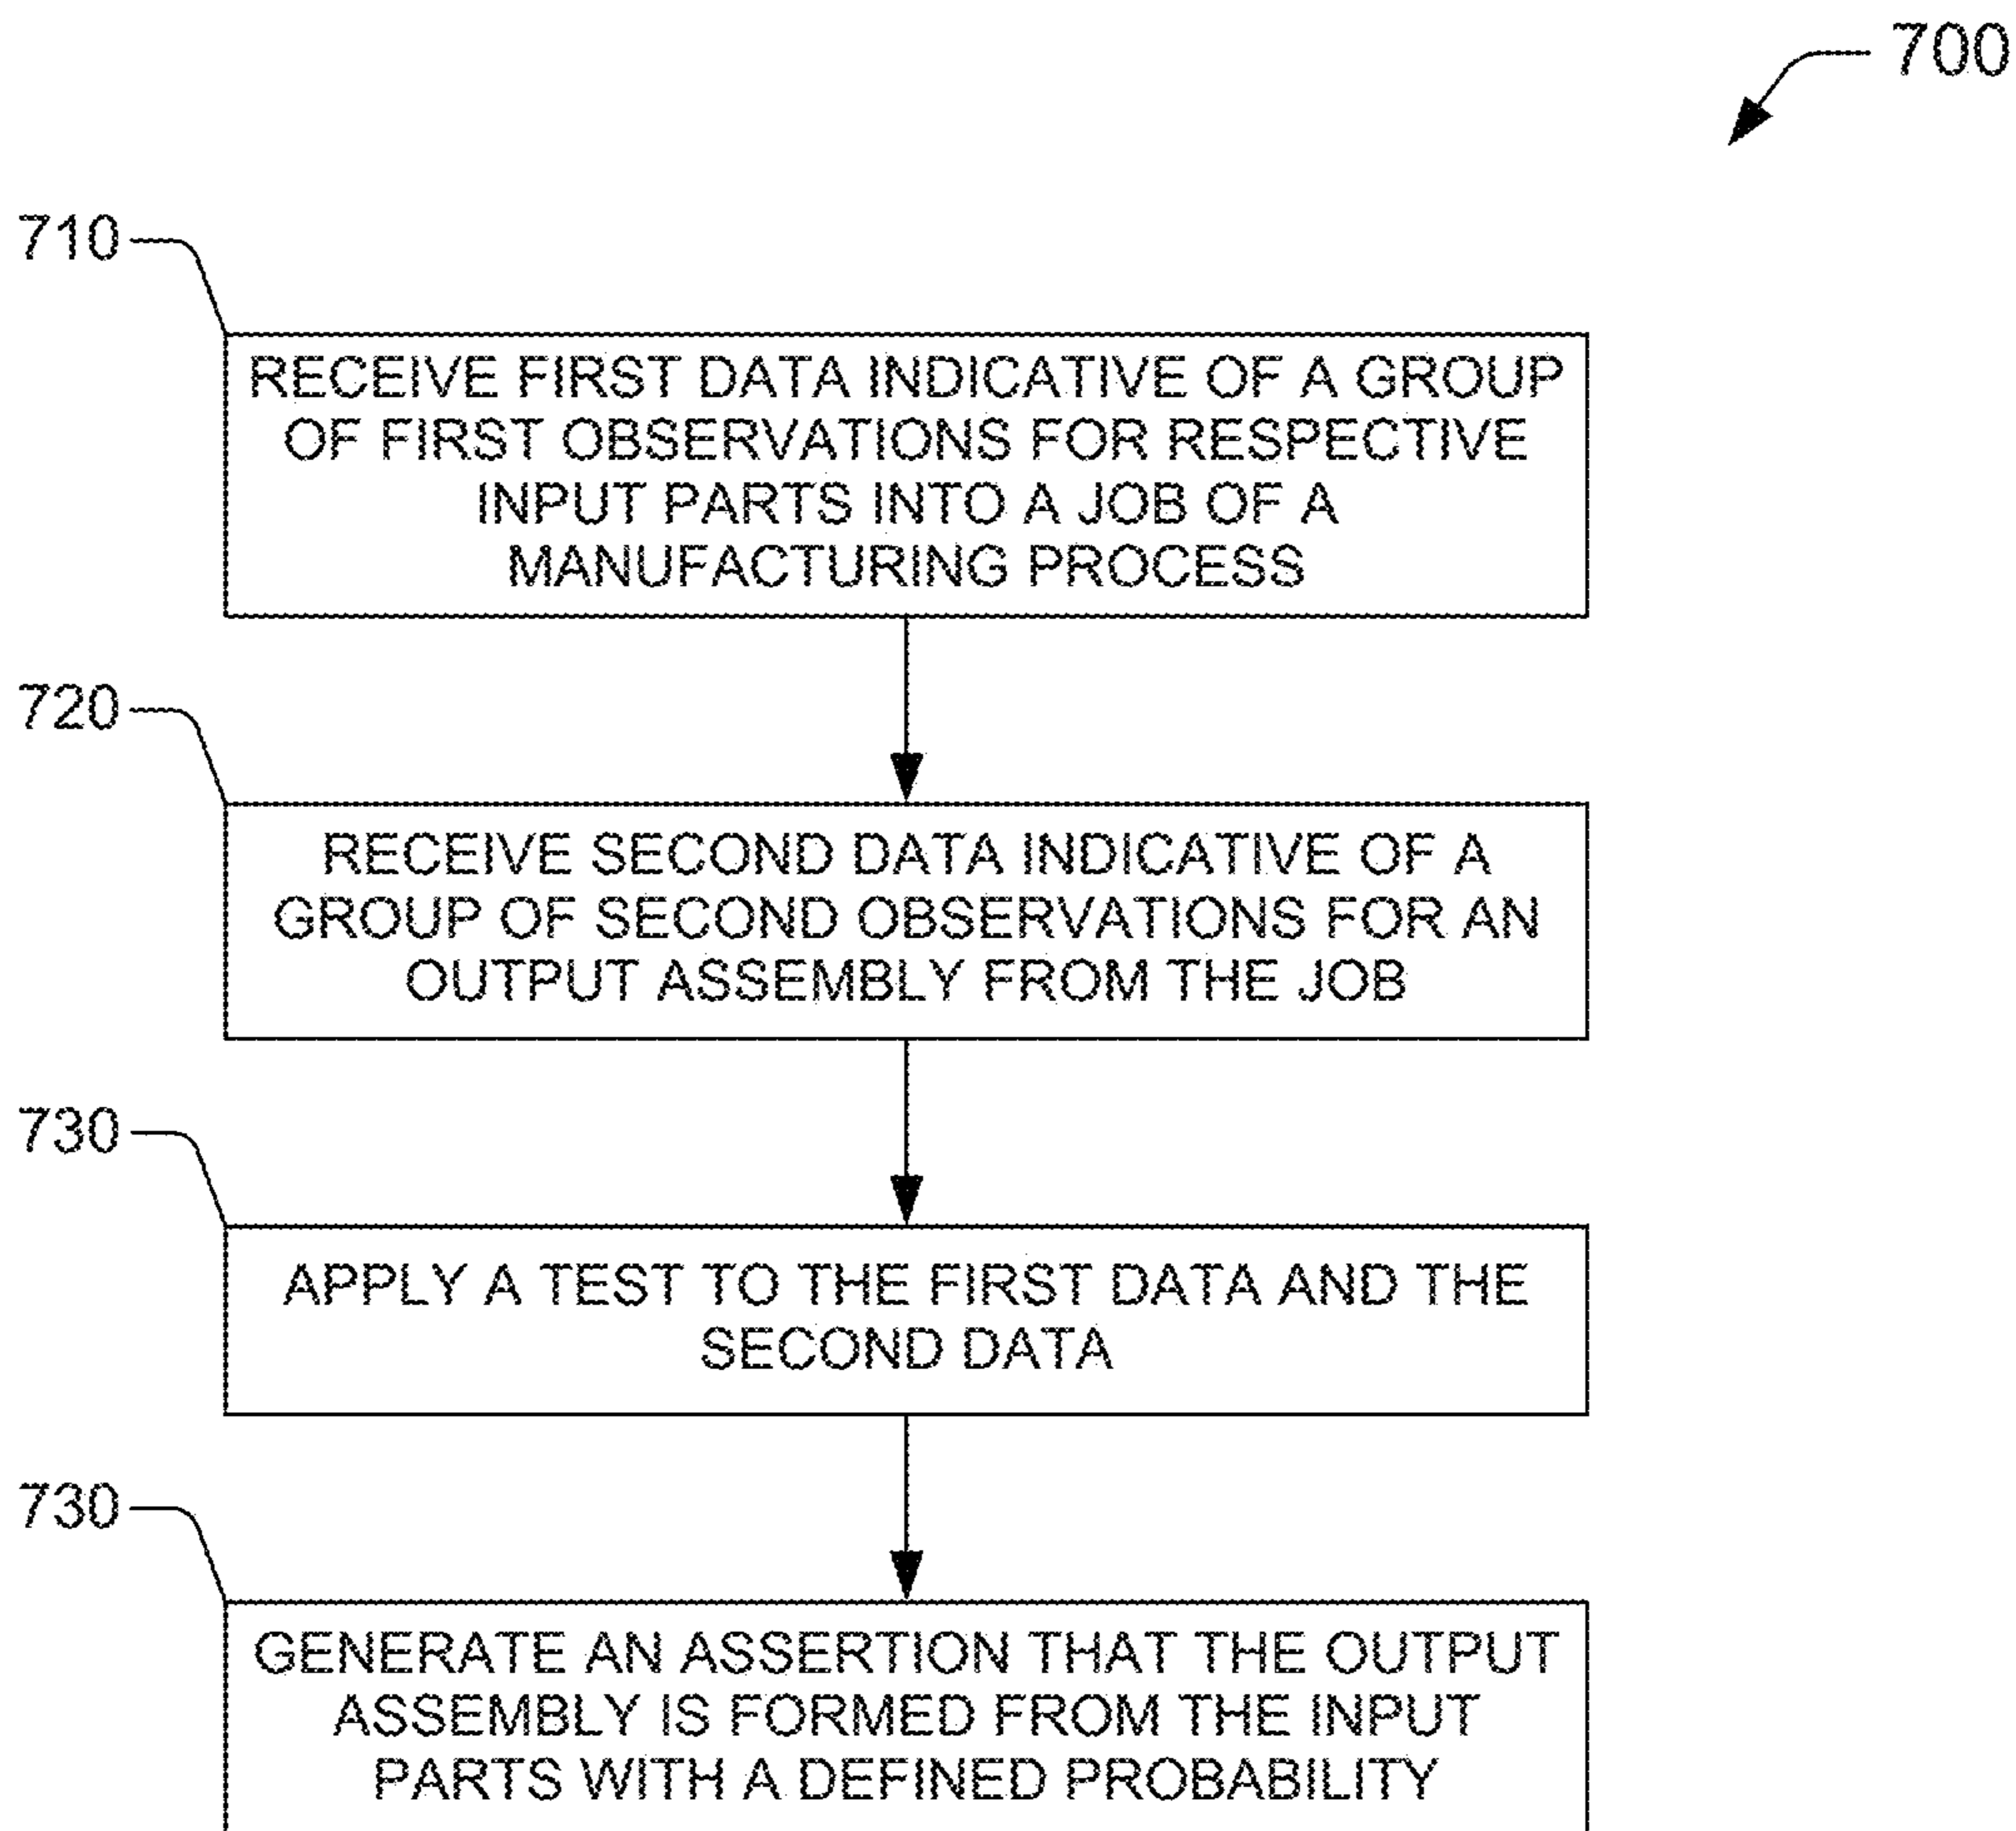 700
710
RECEIVE FIRST DATA INDICATIVE OF A GROUP
OF FIRST OBSERVATIONS FOR RESPECTIVE
INPUT PARTS INTO A JOB OF A
MANUFACTURING PROCESS
720
RECEIVE SECOND DATA INDICATIVE OF A
GROUP OF SECOND OBSERVATIONS FOR AN
OUTPUT ASSEMBLY FROM THE JOB
730
APPLY A TEST TO THE FIRST DATA AND THE
SECOND DATA
730
GENERATE AN ASSERTION THAT THE OUTPUT
ASSEMBLY IS FORMED FROM THE INPUT
PARTS WITH A DEFINED PROBABILITY